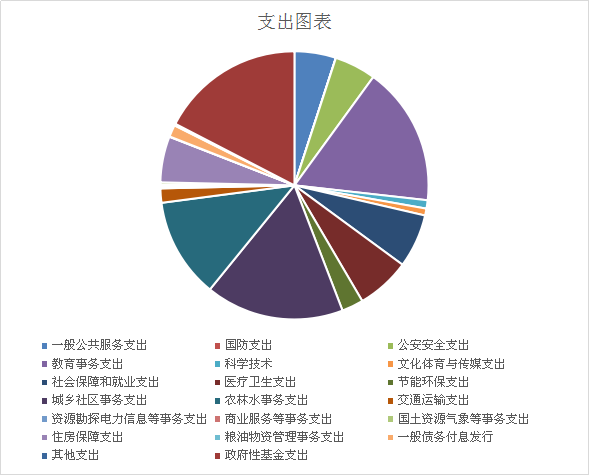 支出图表
一般公共服务支出 国防支出 公安安全支出
教育事务支出 科学技术 文化体育与传媒支出
社会保障和就业支出 医疗卫生支出 节能环保支出
城乡社区事务支出 农林水事务支出 交通运输支出
资源勘探电力信息等事务支出 商业服务等事务支出 国土资源气象等事务支出
住房保障支出 粮油物资管理事务支出 一般债务付息发行
其他支出 政府性基金支出